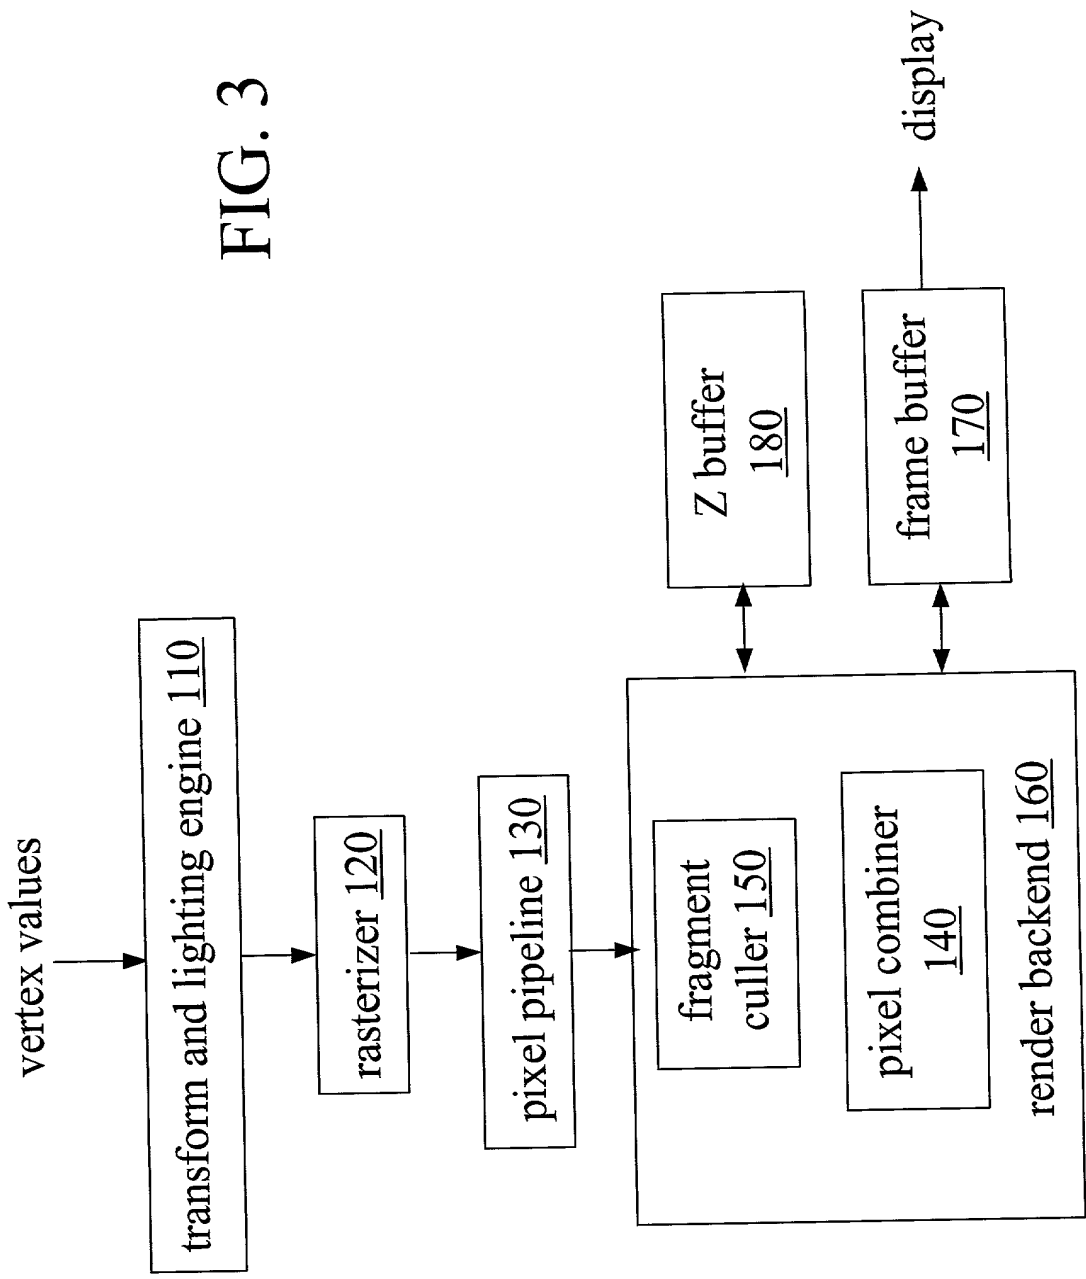 FIG. 3
vertex values
transform and lighting engine 110
rasterizer 120
pixel pipeline 130
fragment
culler 150
pixel combiner
140
render backend 160
Z buffer
180
frame buffer
170
display